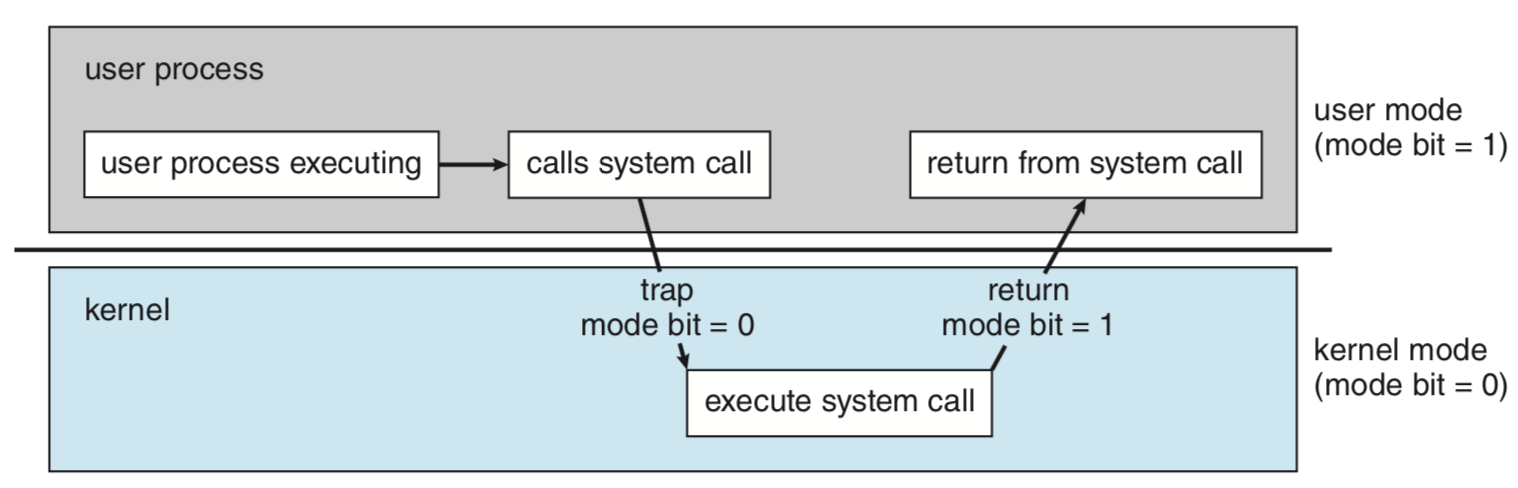 user process
user process executing
calls system call
return from system call
user mode
(mode bit = 1)
kernel
trap
mode bit = 0
return
mode bit = 1
execute system call
kernel mode
(mode bit = 0)